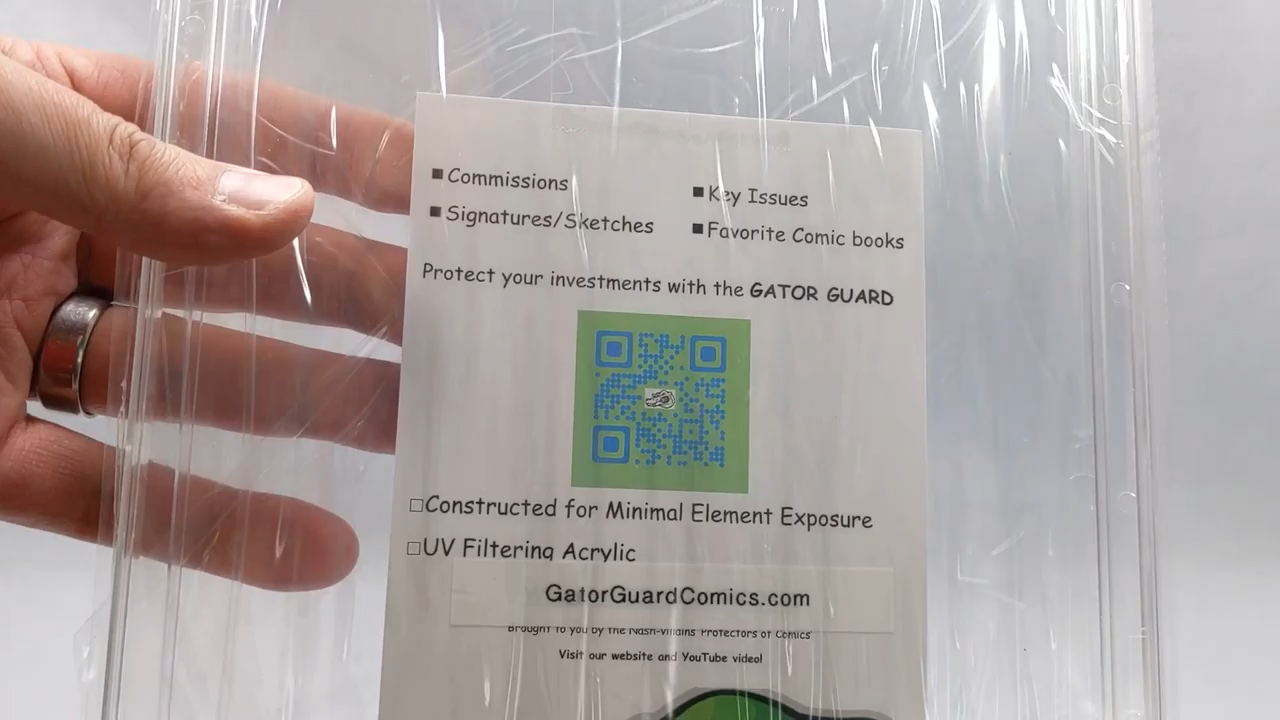 Commissions
Key Issues
Signatures/Sketches
Favorite Comic books
Protect your investments with the GATOR GUARD
Constructed for Minimal Element Exposure
UV Filtering Acrylic
GatorGuardComics.com
Brought to you by the Nash-Villains 'Protectors of Comics'
Visit our website and YouTube video!